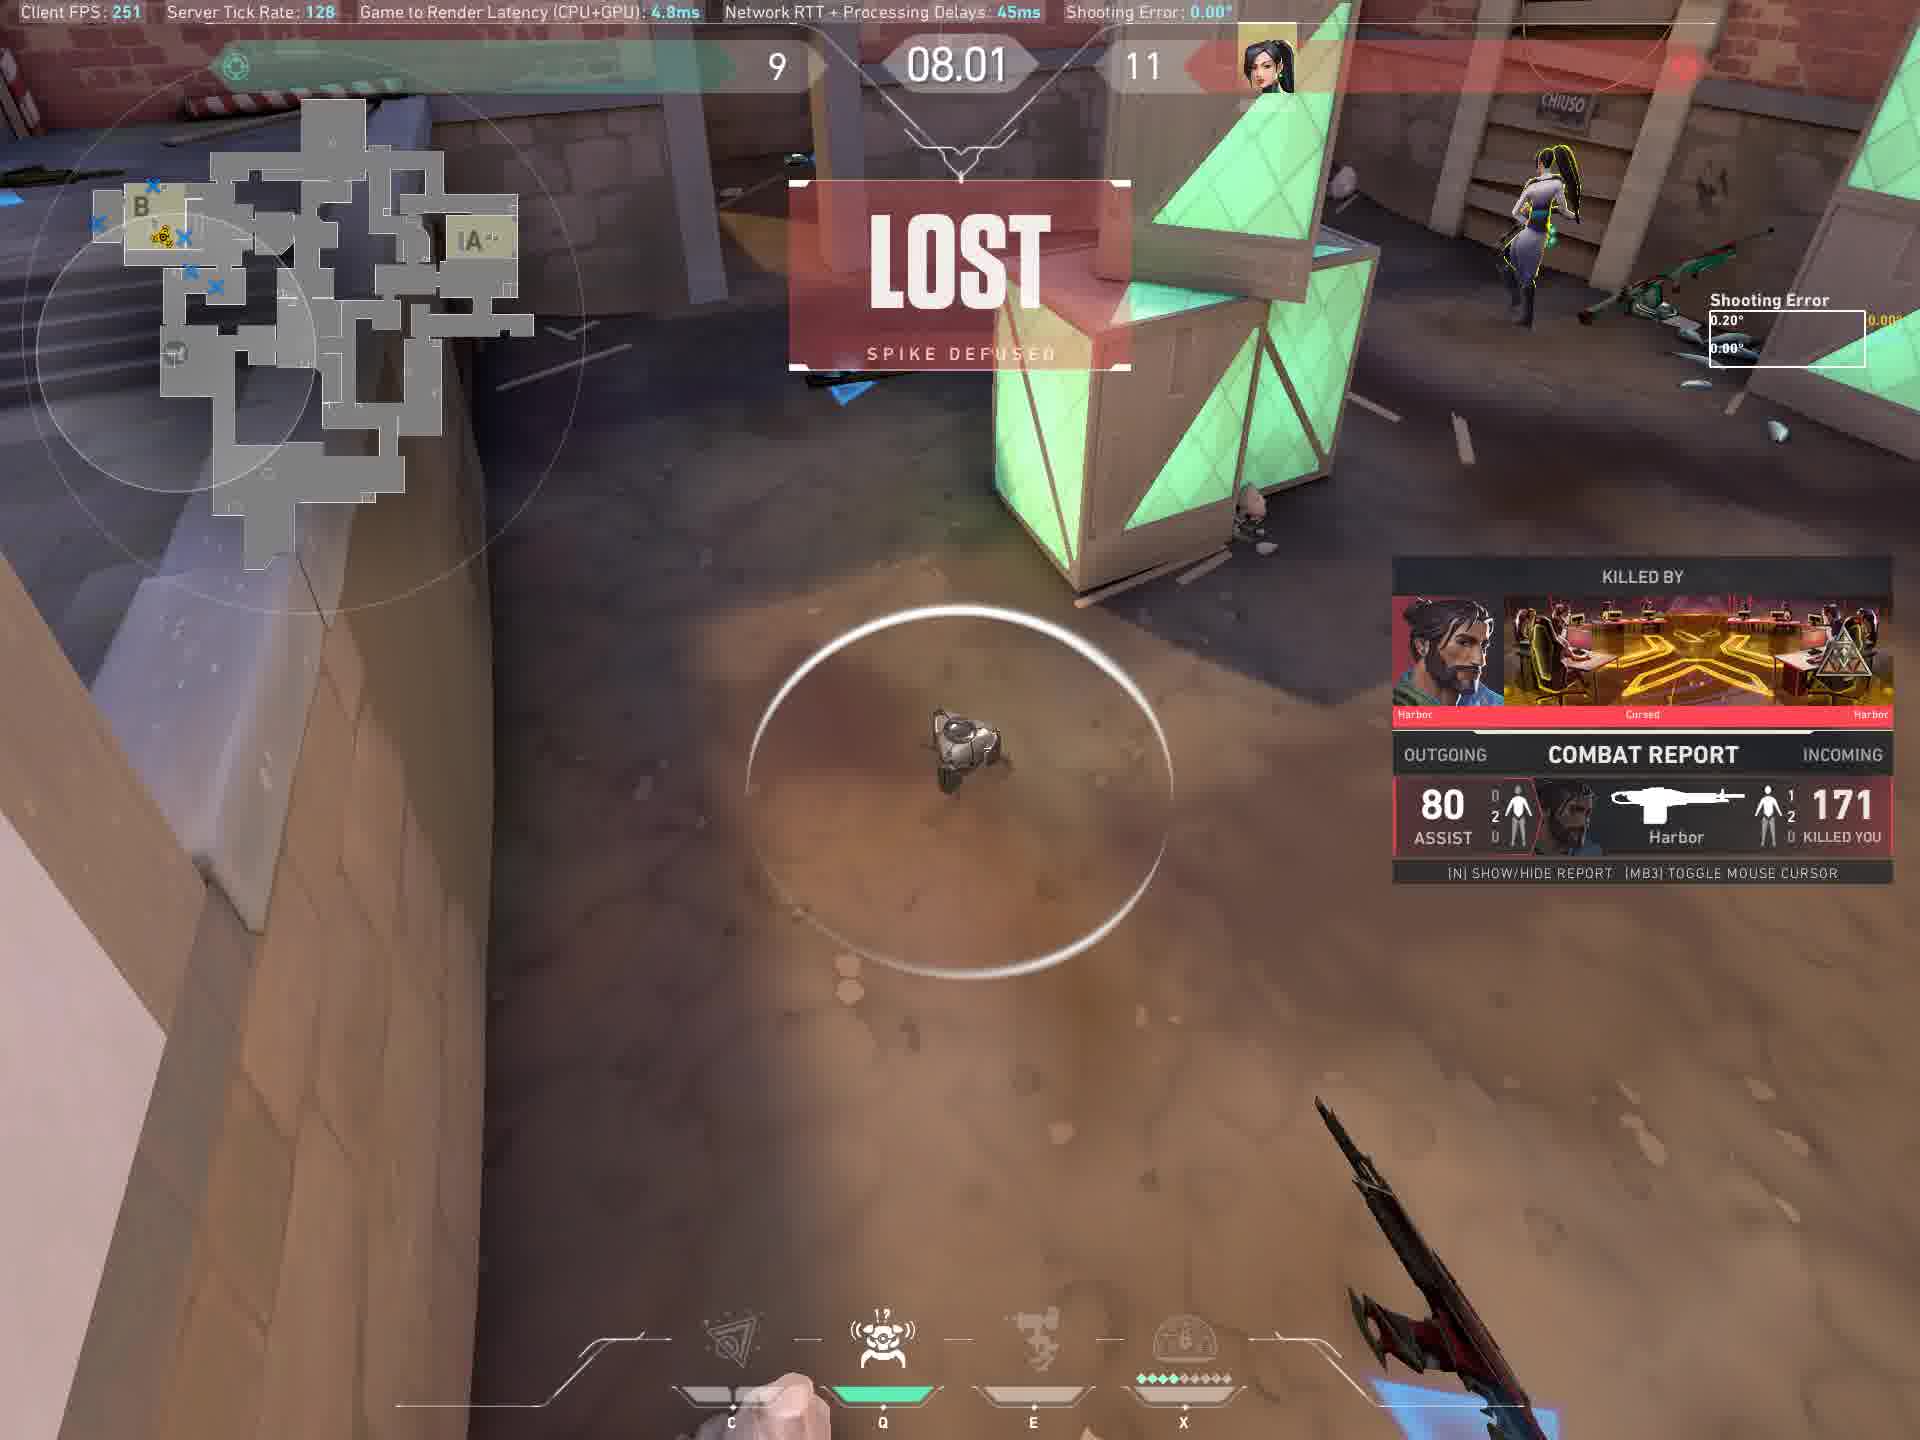 Client FPS: 251 Server Tick Rate: 128 Game to Render Latency (CPU+GPU): 4.8ms Network RTT + Processing Delays: 45ms Shooting Error: 0.00°
9 08.01 11
CHIUSO
LOST
SPIKE DEFUSED
B
A
Shooting Error
0.20° 0.00°
0.00°
KILLED BY
Harbor Cursed Harbor
OUTGOING COMBAT REPORT INCOMING
80 0 2 0 1 2 0 171
ASSIST Harbor KILLED YOU
[N] SHOW/HIDE REPORT [MB3] TOGGLE MOUSE CURSOR
C Q E X